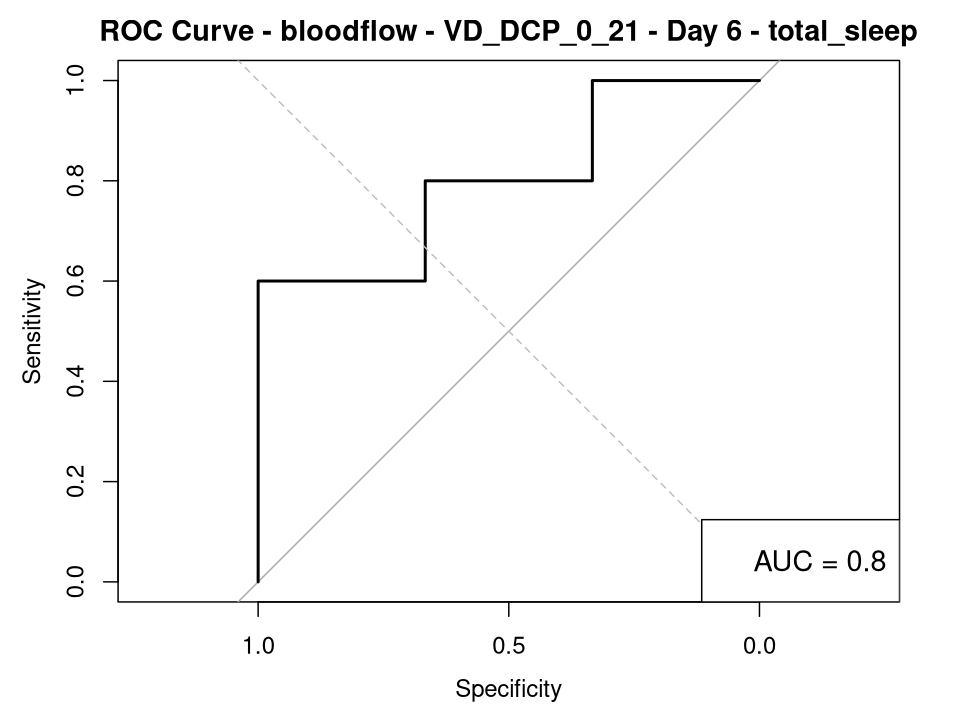 ROC Curve - bloodflow - VD_DCP_0_21 - Day 6 - total_sleep
Sensitivity
1.0
0.8
0.6
0.4
0.2
0.0
AUC = 0.8
1.0 0.5 0.0
Specificity